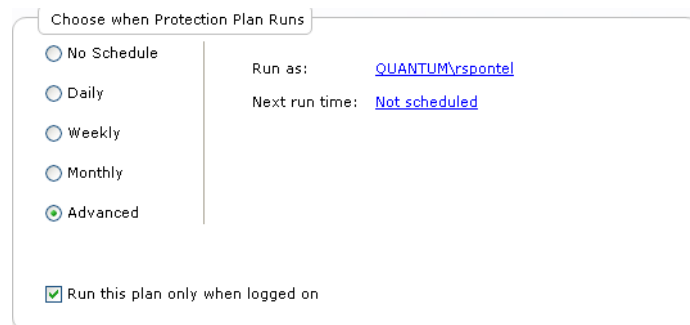 Choose when Protection Plan Runs
No Schedule
Daily
Weekly
Monthly
Advanced
Run as: QUANTUM\rspontel
Next run time: Not scheduled
Run this plan only when logged on